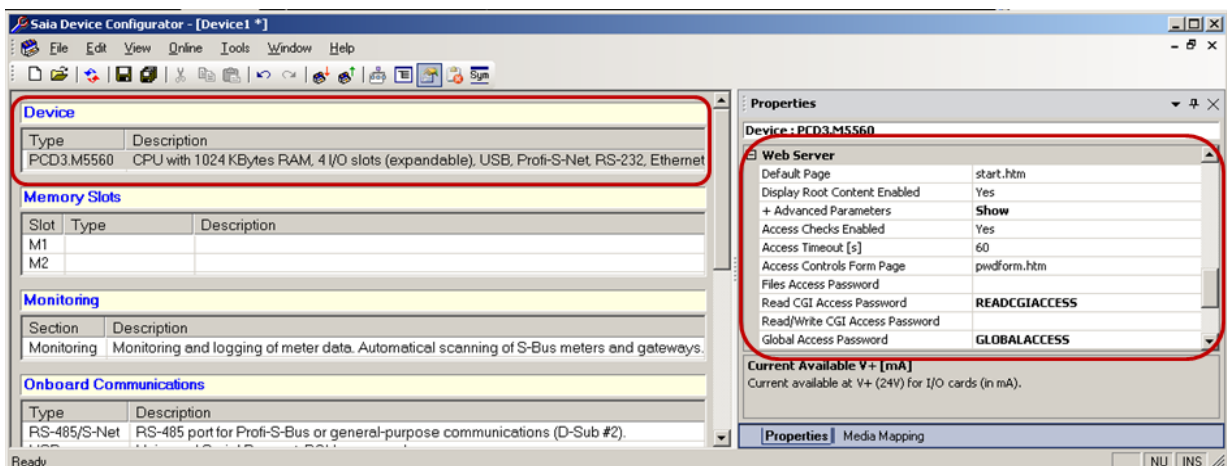 Saia Device Configurator - [Device1 *]
File Edit View Online Tools Window Help
Sym
Device
Type Description
PCD3.M5560 CPU with 1024 KBytes RAM, 4 I/O slots (expandable), USB, Profi-S-Net, RS-232, Ethernet
Memory Slots
Slot Type Description
M1
M2
Monitoring
Section Description
Monitoring Monitoring and logging of meter data. Automatical scanning of S-Bus meters and gateways.
Onboard Communications
Type Description
RS-485/S-Net RS-485 port for Profi-S-Bus or general-purpose communications (D-Sub #2).
Ready
Properties
Device : PCD3.M5560
Web Server
Default Page start.htm
Display Root Content Enabled Yes
+ Advanced Parameters Show
Access Checks Enabled Yes
Access Timeout [s] 60
Access Controls Form Page pwdform.htm
Files Access Password
Read CGI Access Password READCGIACCESS
Read/Write CGI Access Password
Global Access Password GLOBALACCESS
Current Available V+ [mA]
Current available at V+ (24V) for I/O cards (in mA).
Properties Media Mapping
NU INS